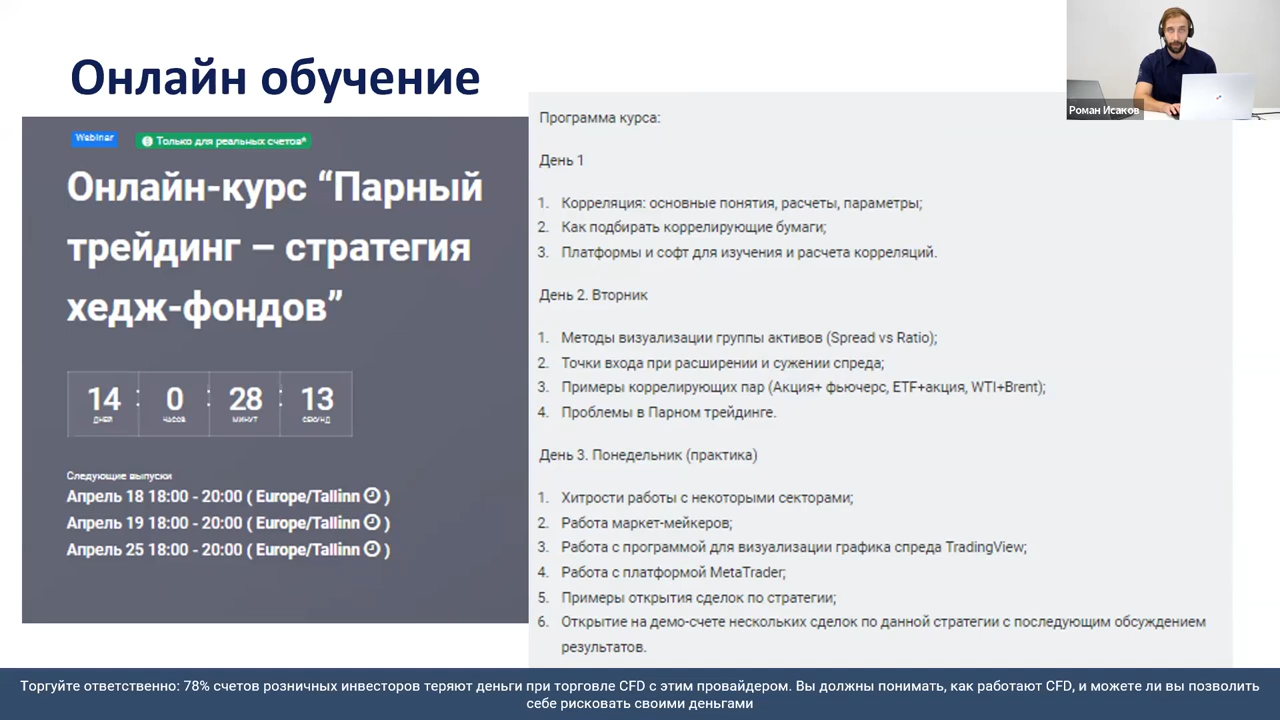 Онлайн обучение
Роман Исаков
Webinar
Только для реальных счетов*
Онлайн-курс “Парный
трейдинг – стратегия
хедж-фондов”
14 : 0 : 28 : 13
ДНЕЙ ЧАСОВ МИНУТ СЕКУНД
Следующие выпуски
Апрель 18 18:00 - 20:00 ( Europe/Tallinn )
Апрель 19 18:00 - 20:00 ( Europe/Tallinn )
Апрель 25 18:00 - 20:00 ( Europe/Tallinn )
Программа курса:
День 1
1. Корреляция: основные понятия, расчеты, параметры;
2. Как подбирать коррелирующие бумаги;
3. Платформы и софт для изучения и расчета корреляций.
День 2. Вторник
1. Методы визуализации группы активов (Spread vs Ratio);
2. Точки входа при расширении и сужении спреда;
3. Примеры коррелирующих пар (Акция+ фьючерс, ETF+акция, WTI+Brent);
4. Проблемы в Парном трейдинге.
День 3. Понедельник (практика)
1. Хитрости работы с некоторыми секторами;
2. Работа маркет-мейкеров;
3. Работа с программой для визуализации графика спреда TradingView;
4. Работа с платформой MetaTrader;
5. Примеры открытия сделок по стратегии;
6. Открытие на демо-счете нескольких сделок по данной стратегии с последующим обсуждением
результатов.
Торгуйте ответственно: 78% счетов розничных инвесторов теряют деньги при торговле CFD с этим провайдером. Вы должны понимать, как работают CFD, и можете ли вы позволить
себе рисковать своими деньгами